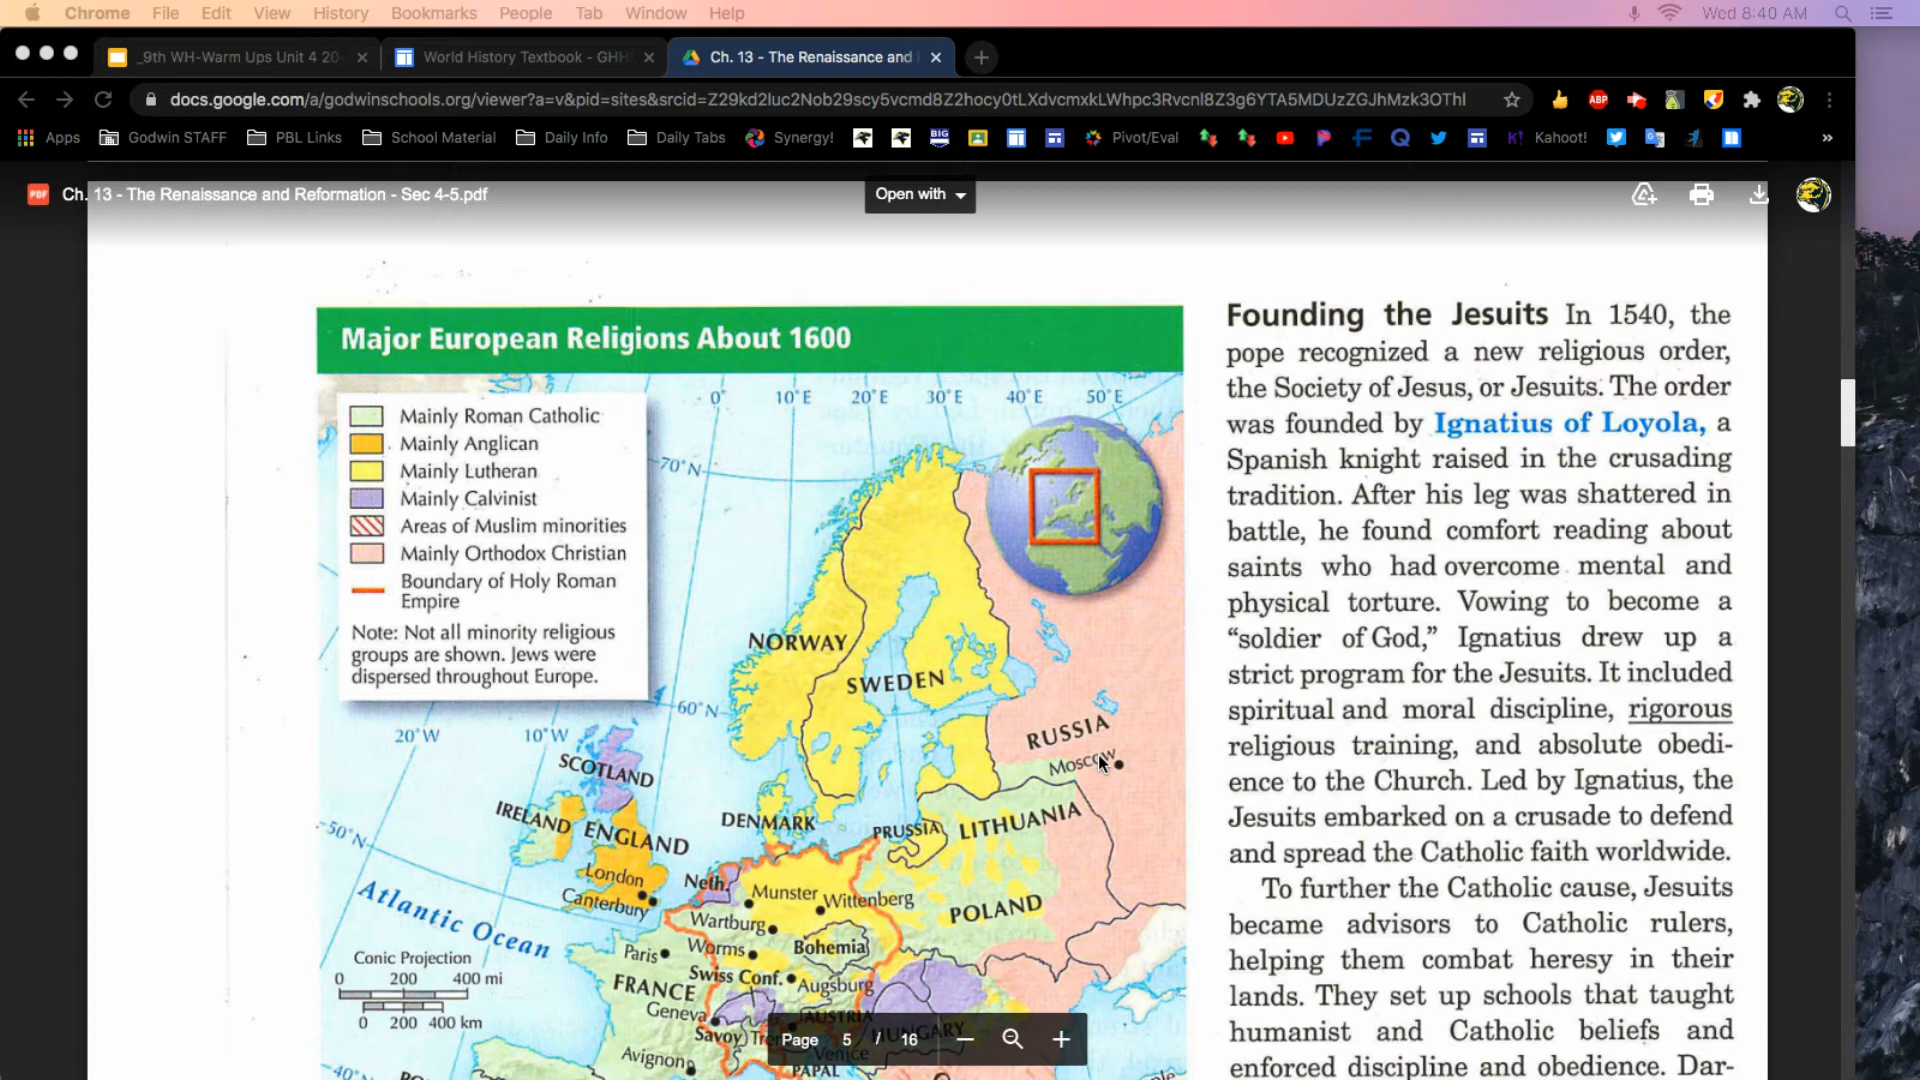 Chrome File Edit View History Bookmarks People Tab Window Help Wed 8:40 AM
_9th WH-Warm Ups Unit 4 20- World History Textbook - GHH Ch. 13 - The Renaissance and
docs.google.com/a/godwinschools.org/viewer?a=v&pid=sites&srcid=Z29kd2luc2Nob29scy5vcmd8Z2hocy0tLXdvcmxkLWhpc3Rvcnl8Z3g6YTA5MDUzZGJhMzk3OThl
Apps Godwin STAFF PBL Links School Material Daily Info Daily Tabs Synergy! BIG Pivot/Eval Kahoot! »
PDF Ch. 13 - The Renaissance and Reformation - Sec 4-5.pdf Open with
Major European Religions About 1600
Mainly Roman Catholic
Mainly Anglican
Mainly Lutheran
Mainly Calvinist
Areas of Muslim minorities
Mainly Orthodox Christian
Boundary of Holy Roman
Empire
Note: Not all minority religious
groups are shown. Jews were
dispersed throughout Europe.
0° 10°E 20°E 30°E 40°E 50°E
70°N
NORWAY
SWEDEN
60°N
20°W 10°W
RUSSIA
Moscow
SCOTLAND
IRELAND ENGLAND
DENMARK
PRUSSIA LITHUANIA
50°N
London
Canterbury
Neth.
Munster Wittenberg
POLAND
Atlantic Ocean
Wartburg
Paris Worms Bohemia
Conic Projection
0 200 400 mi
0 200 400 km
Swiss Conf. Augsburg
FRANCE
Geneva AUSTRIA
Savoy HUNGARY
Avignon Venice
40°N PAPAL
Page 5 / 16
Founding the Jesuits In 1540, the
pope recognized a new religious order,
the Society of Jesus, or Jesuits. The order
was founded by Ignatius of Loyola, a
Spanish knight raised in the crusading
tradition. After his leg was shattered in
battle, he found comfort reading about
saints who had overcome mental and
physical torture. Vowing to become a
“soldier of God,” Ignatius drew up a
strict program for the Jesuits. It included
spiritual and moral discipline, rigorous
religious training, and absolute obedi-
ence to the Church. Led by Ignatius, the
Jesuits embarked on a crusade to defend
and spread the Catholic faith worldwide.
To further the Catholic cause, Jesuits
became advisors to Catholic rulers,
helping them combat heresy in their
lands. They set up schools that taught
humanist and Catholic beliefs and
enforced discipline and obedience. Dar-